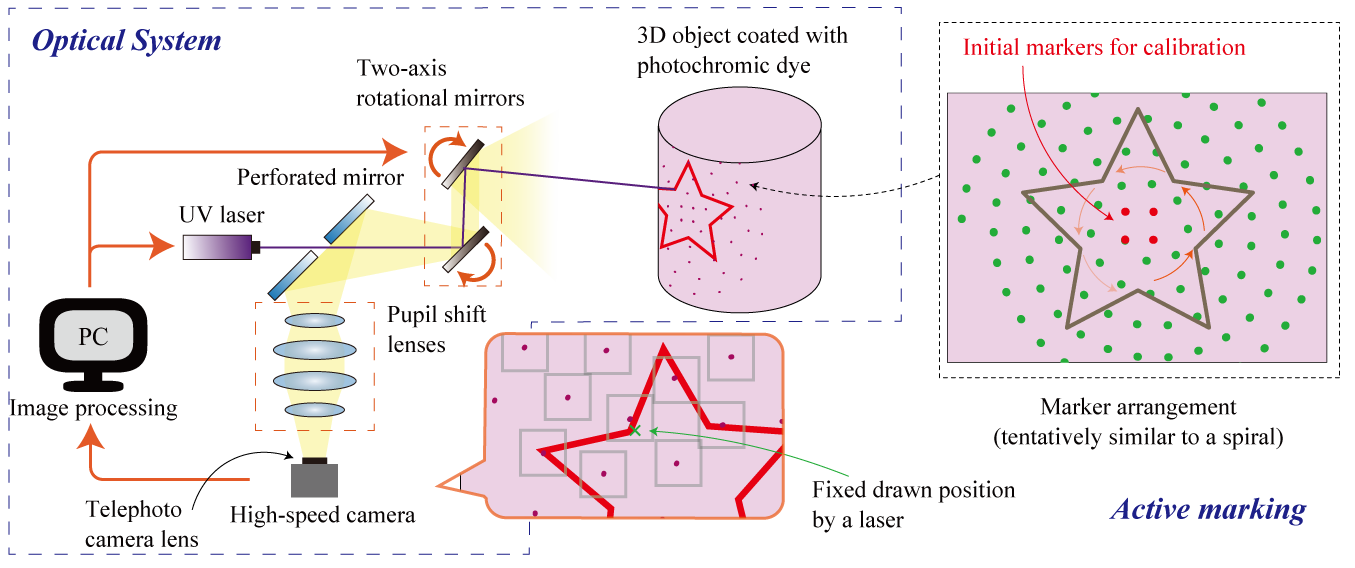 Optical System
Two-axis
rotational mirrors
3D object coated with
photochromic dye
Initial markers for calibration
Perforated mirror
UV laser
PC
Image processing
Pupil shift
lenses
Telephoto
camera lens
High-speed camera
Fixed drawn position
by a laser
Marker arrangement
(tentatively similar to a spiral)
Active marking